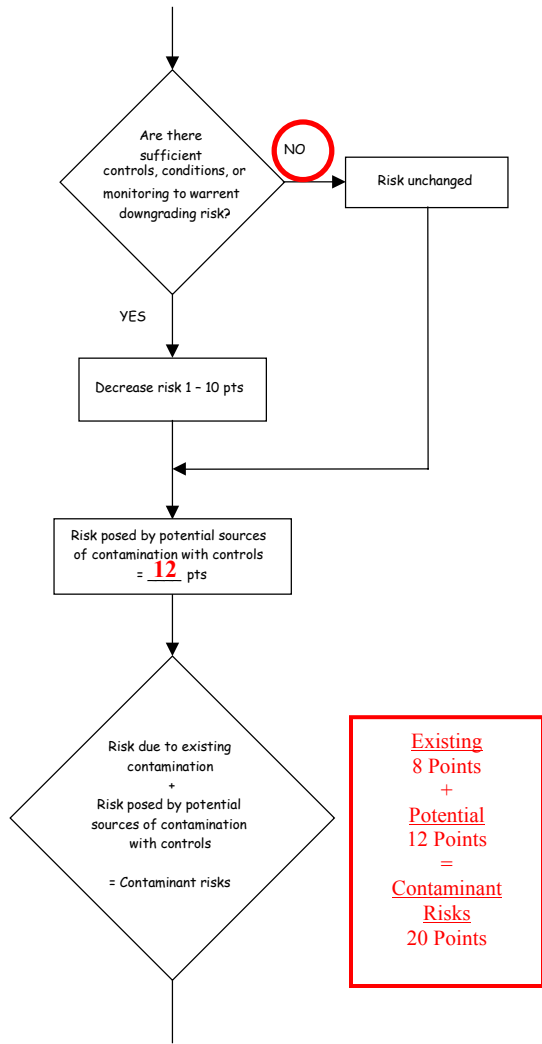 Are there
sufficient
controls, conditions, or
monitoring to warrent
downgrading risk?
NO
Risk unchanged
YES
Decrease risk 1 – 10 pts
Risk posed by potential sources
of contamination with controls
= 12 pts
Risk due to existing
contamination
+
Risk posed by potential
sources of contamination
with controls
= Contaminant risks
Existing
8 Points
+
Potential
12 Points
=
Contaminant
Risks
20 Points